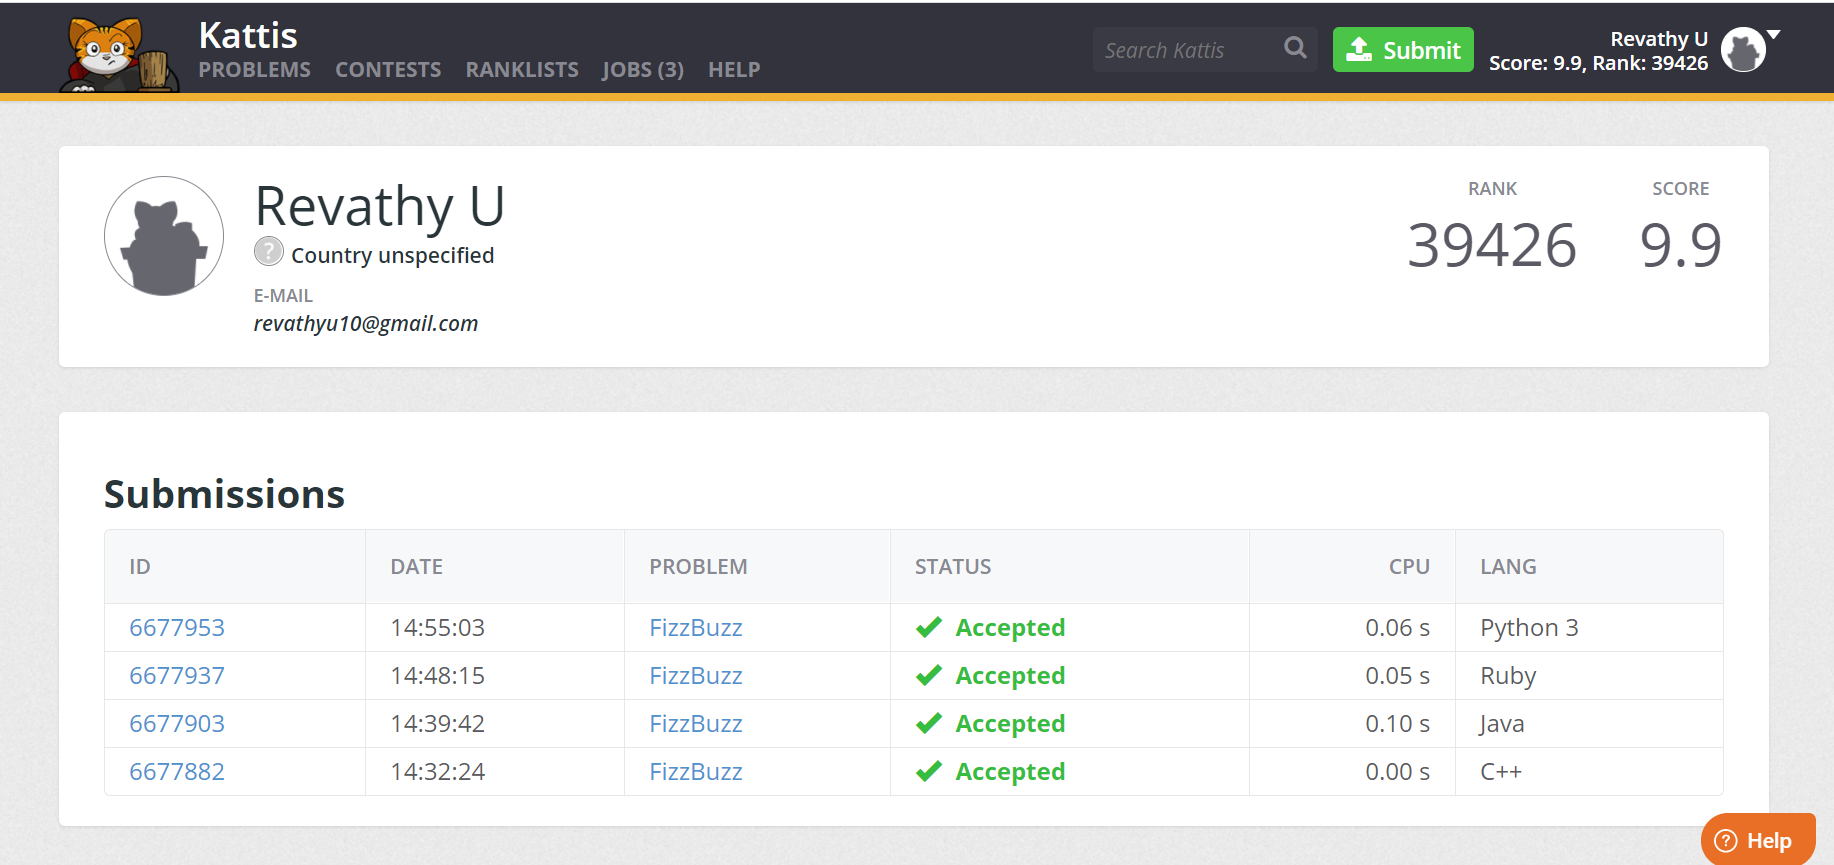 Kattis
PROBLEMS CONTESTS RANKLISTS JOBS (3) HELP
Search Kattis
Submit
Revathy U
Score: 9.9, Rank: 39426
Revathy U
? Country unspecified
E-MAIL
revathyu10@gmail.com
RANK SCORE
39426 9.9
Submissions
ID DATE PROBLEM STATUS CPU LANG
6677953 14:55:03 FizzBuzz Accepted 0.06 s Python 3
6677937 14:48:15 FizzBuzz Accepted 0.05 s Ruby
6677903 14:39:42 FizzBuzz Accepted 0.10 s Java
6677882 14:32:24 FizzBuzz Accepted 0.00 s C++
? Help